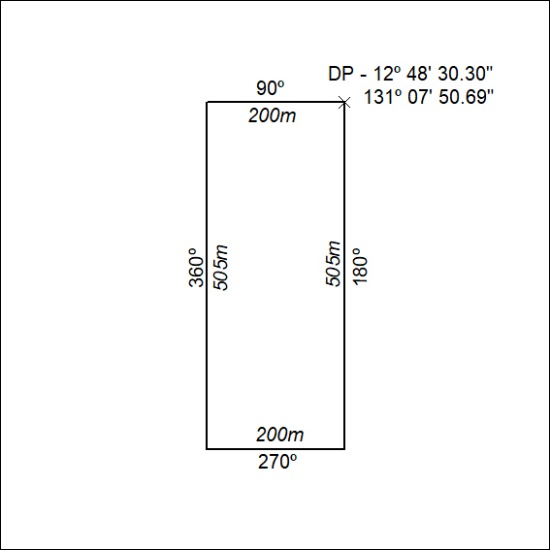 DP - 12º 48' 30.30"
131º 07' 50.69"
90º
200m
360º
505m
505m
180º
200m
270º